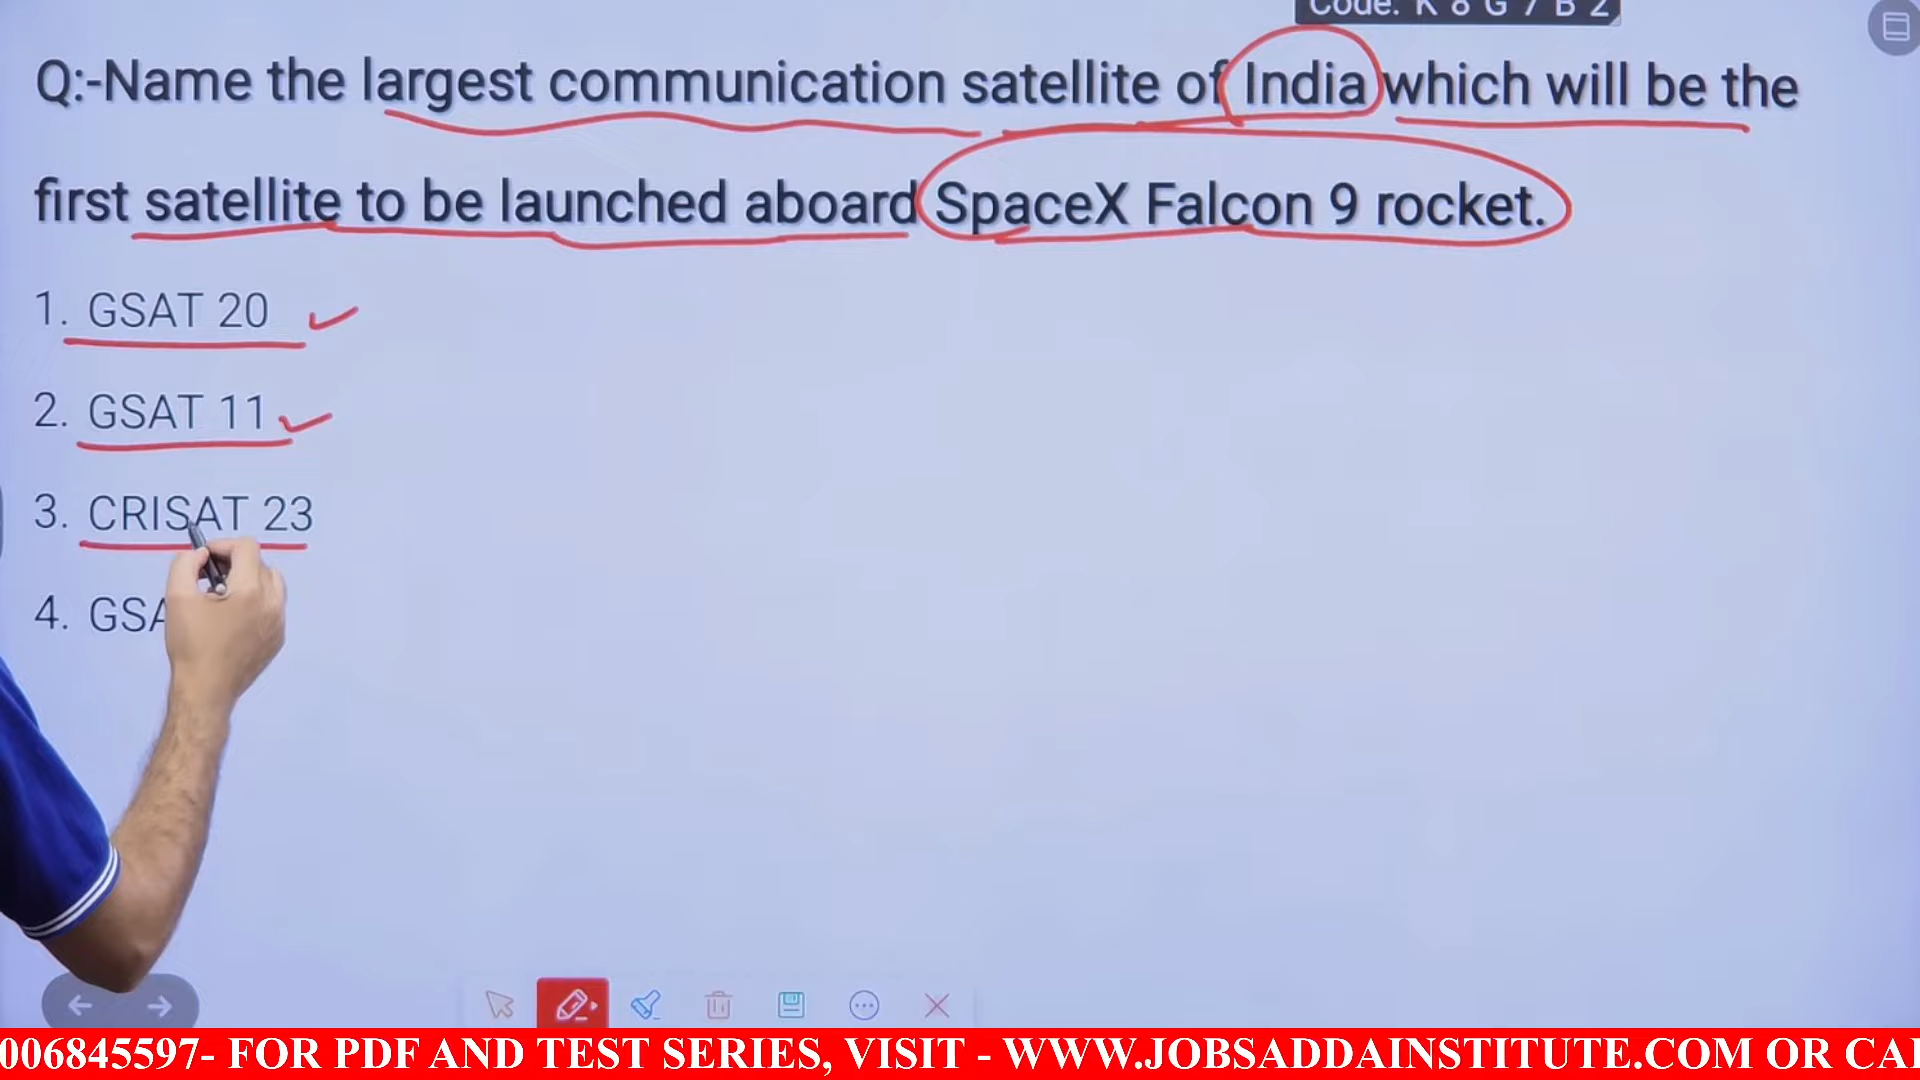 Code: K 8 G 7 B 2
Q:-Name the largest communication satellite of India which will be the
first satellite to be launched aboard SpaceX Falcon 9 rocket.
1. GSAT 20
2. GSAT 11
3. CRISAT 23
4. GSA
006845597- FOR PDF AND TEST SERIES, VISIT - WWW.JOBSADDAINSTITUTE.COM OR CAL